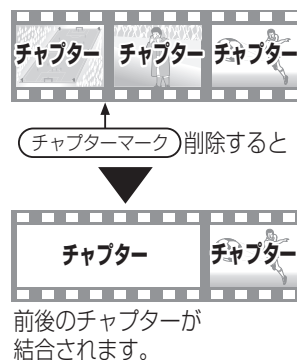 チャプター チャプター チャプター
チャプターマーク 削除すると
チャプター チャプター
前後のチャプターが
結合されます。